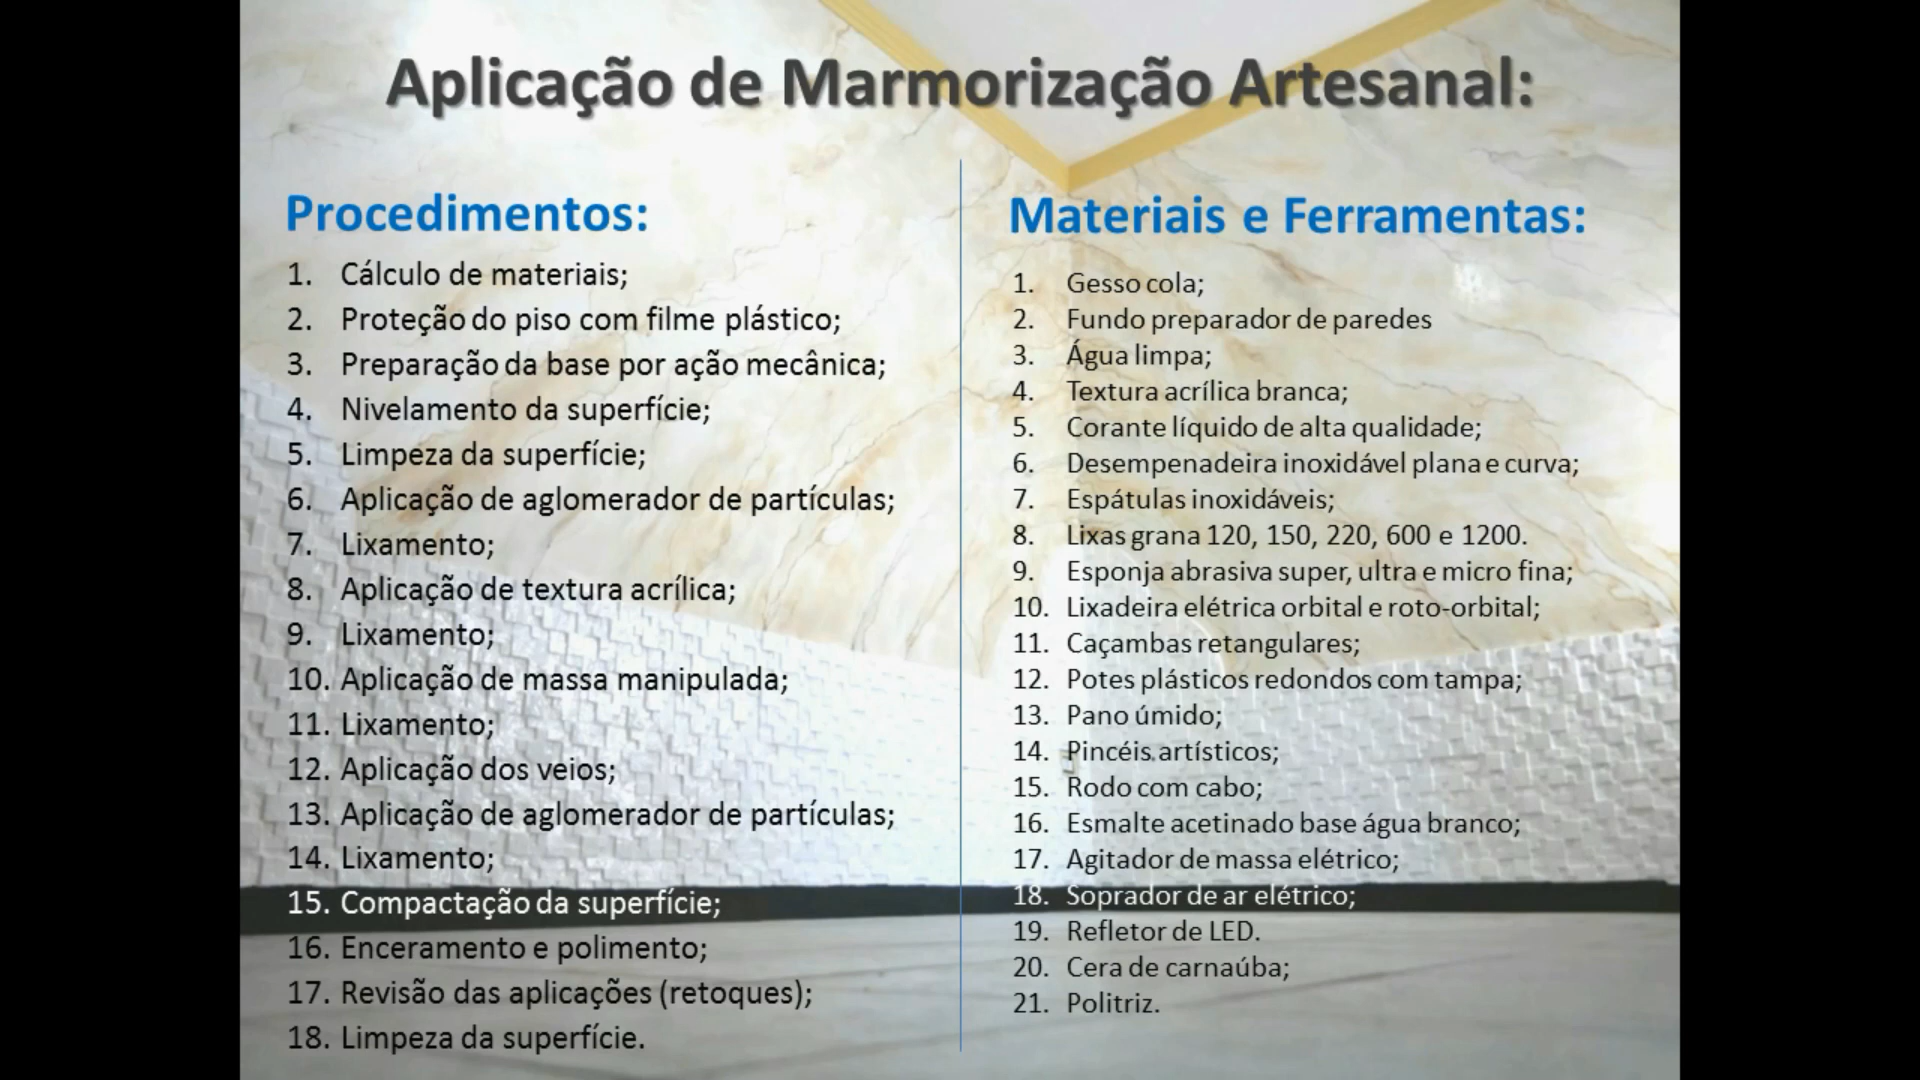 Aplicação de Marmorização Artesanal:
Procedimentos:
1. Cálculo de materiais;
2. Proteção do piso com filme plástico;
3. Preparação da base por ação mecânica;
4. Nivelamento da superfície;
5. Limpeza da superfície;
6. Aplicação de aglomerador de partículas;
7. Lixamento;
8. Aplicação de textura acrílica;
9. Lixamento;
10. Aplicação de massa manipulada;
11. Lixamento;
12. Aplicação dos veios;
13. Aplicação de aglomerador de partículas;
14. Lixamento;
15. Compactação da superfície;
16. Enceramento e polimento;
17. Revisão das aplicações (retoques);
18. Limpeza da superfície.
Materiais e Ferramentas:
1. Gesso cola;
2. Fundo preparador de paredes
3. Água limpa;
4. Textura acrílica branca;
5. Corante líquido de alta qualidade;
6. Desempenadeira inoxidável plana e curva;
7. Espátulas inoxidáveis;
8. Lixas grana 120, 150, 220, 600 e 1200.
9. Esponja abrasiva super, ultra e micro fina;
10. Lixadeira elétrica orbital e roto-orbital;
11. Caçambas retangulares;
12. Potes plásticos redondos com tampa;
13. Pano úmido;
14. Pincéis artísticos;
15. Rodo com cabo;
16. Esmalte acetinado base água branco;
17. Agitador de massa elétrico;
18. Soprador de ar elétrico;
19. Refletor de LED.
20. Cera de carnaúba;
21. Politriz.